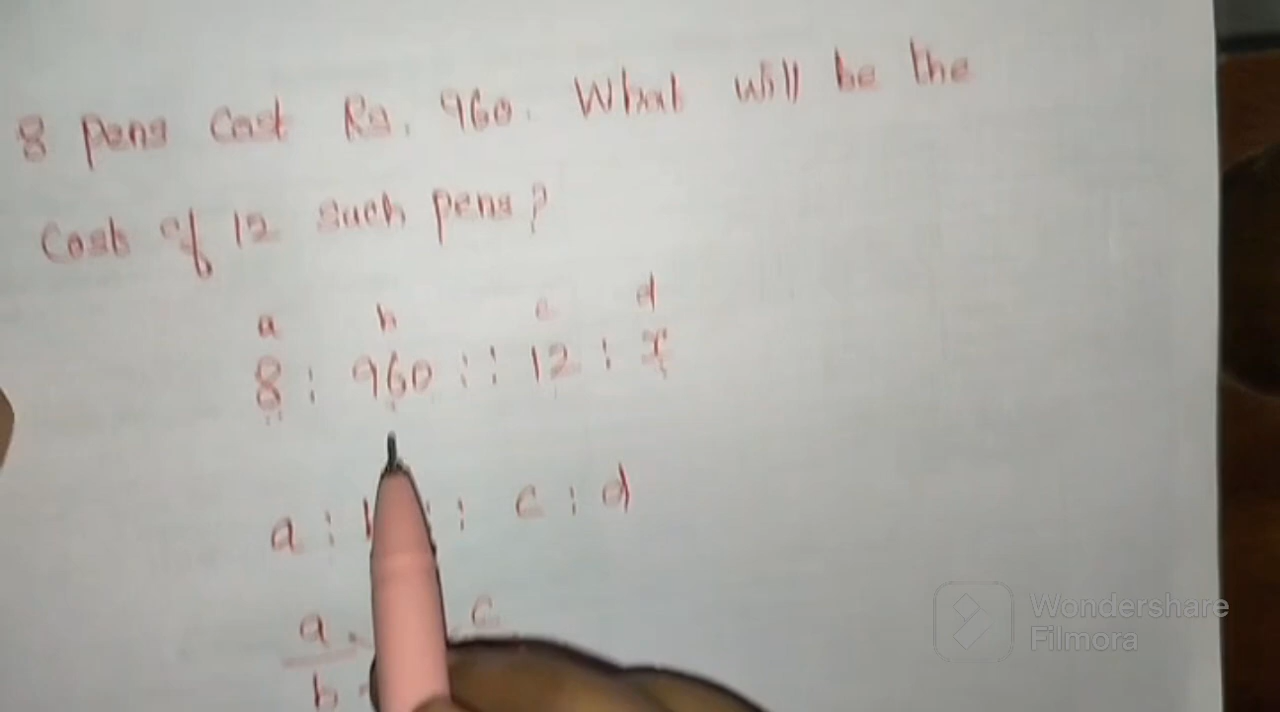 8 pens cost Rs. 960. What will be the
cost of 12 such pens?
a b c d
8 : 960 :: 12 : x
a : : c : d
a c
b
Wondershare
Filmora